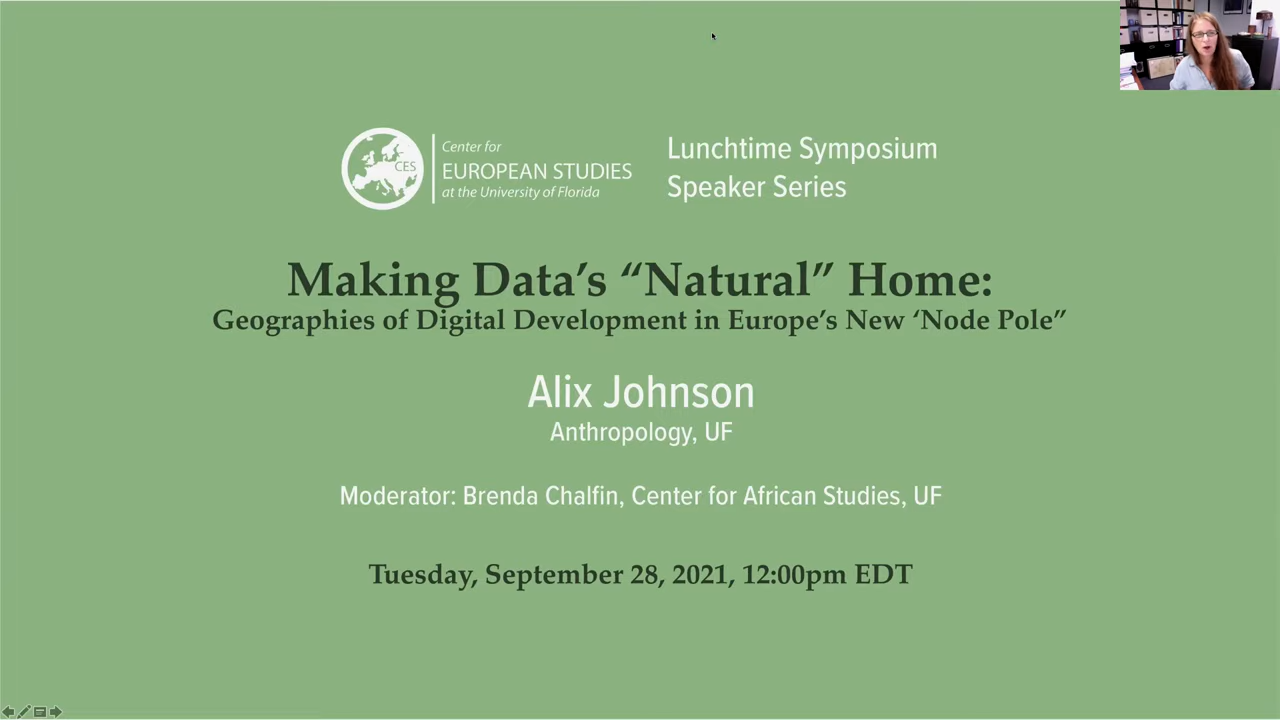 CES
Center for
EUROPEAN STUDIES
at the University of Florida
Lunchtime Symposium
Speaker Series
Making Data's “Natural” Home:
Geographies of Digital Development in Europe's New ‘Node Pole”
Alix Johnson
Anthropology, UF
Moderator: Brenda Chalfin, Center for African Studies, UF
Tuesday, September 28, 2021, 12:00pm EDT